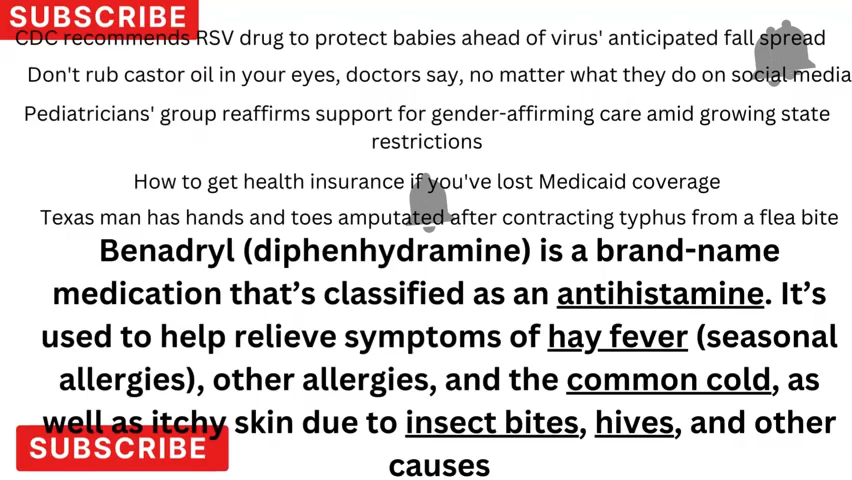 SUBSCRIBE
CDC recommends RSV drug to protect babies ahead of virus' anticipated fall spread
Don't rub castor oil in your eyes, doctors say, no matter what they do on social media
Pediatricians' group reaffirms support for gender-affirming care amid growing state
restrictions
How to get health insurance if you've lost Medicaid coverage
Texas man has hands and toes amputated after contracting typhus from a flea bite
Benadryl (diphenhydramine) is a brand-name
medication that’s classified as an antihistamine. It’s
used to help relieve symptoms of hay fever (seasonal
allergies), other allergies, and the common cold, as
well as itchy skin due to insect bites, hives, and other
causes
SUBSCRIBE